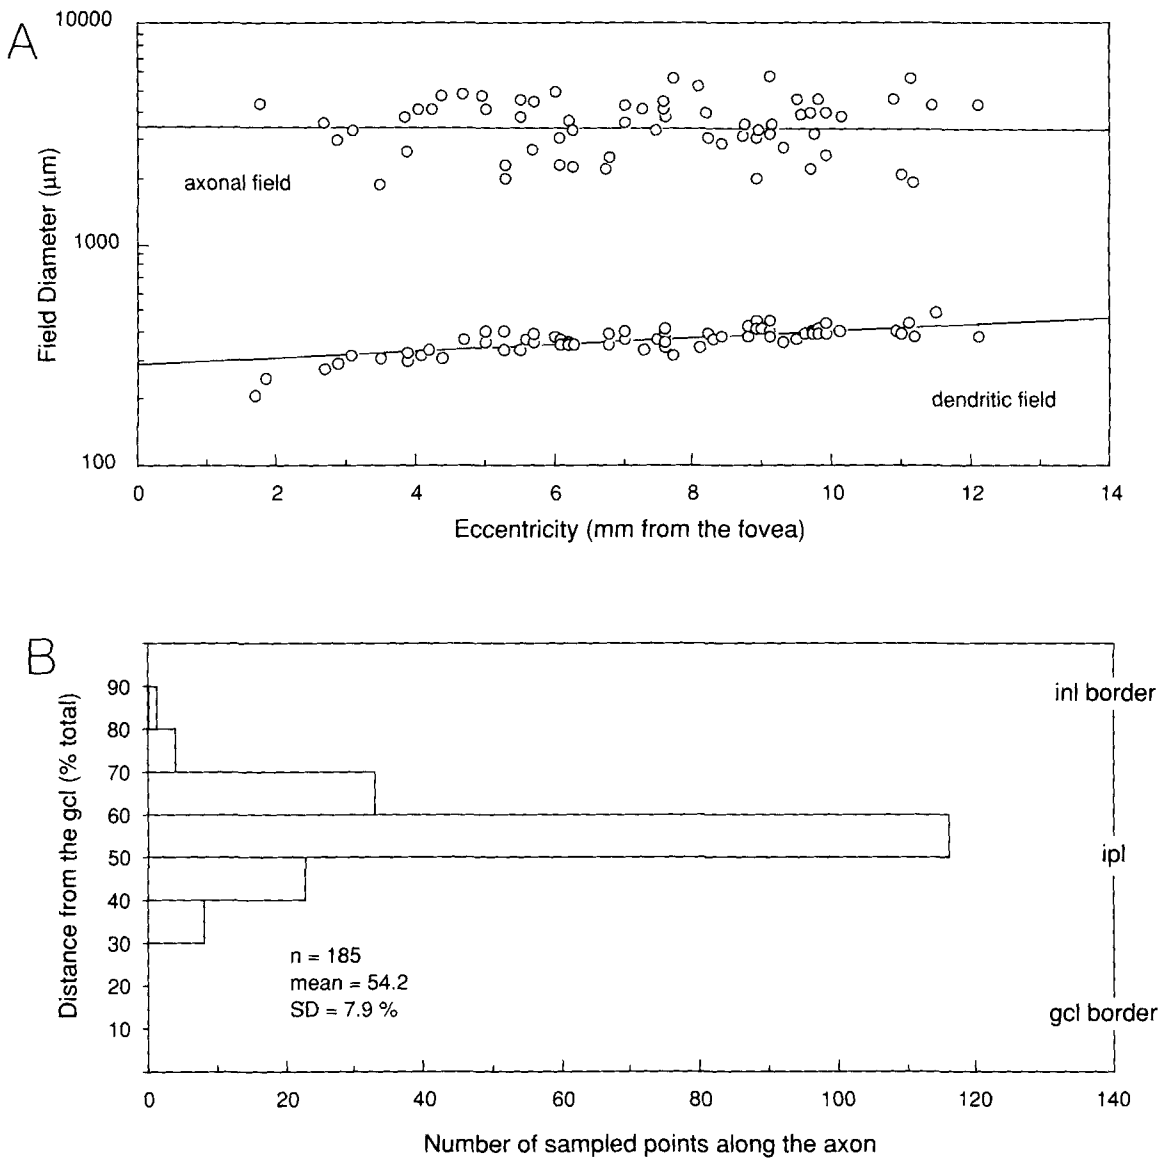 A
10000
axonal field
1000
dendritic field
100
Field Diameter (µm)
0 2 4 6 8 10 12 14
Eccentricity (mm from the fovea)
B
90
80
70
60
50
40
30
20
10
Distance from the gcl (% total)
inl border
ipl
gcl border
n = 185
mean = 54.2
SD = 7.9 %
0 20 40 60 80 100 120 140
Number of sampled points along the axon